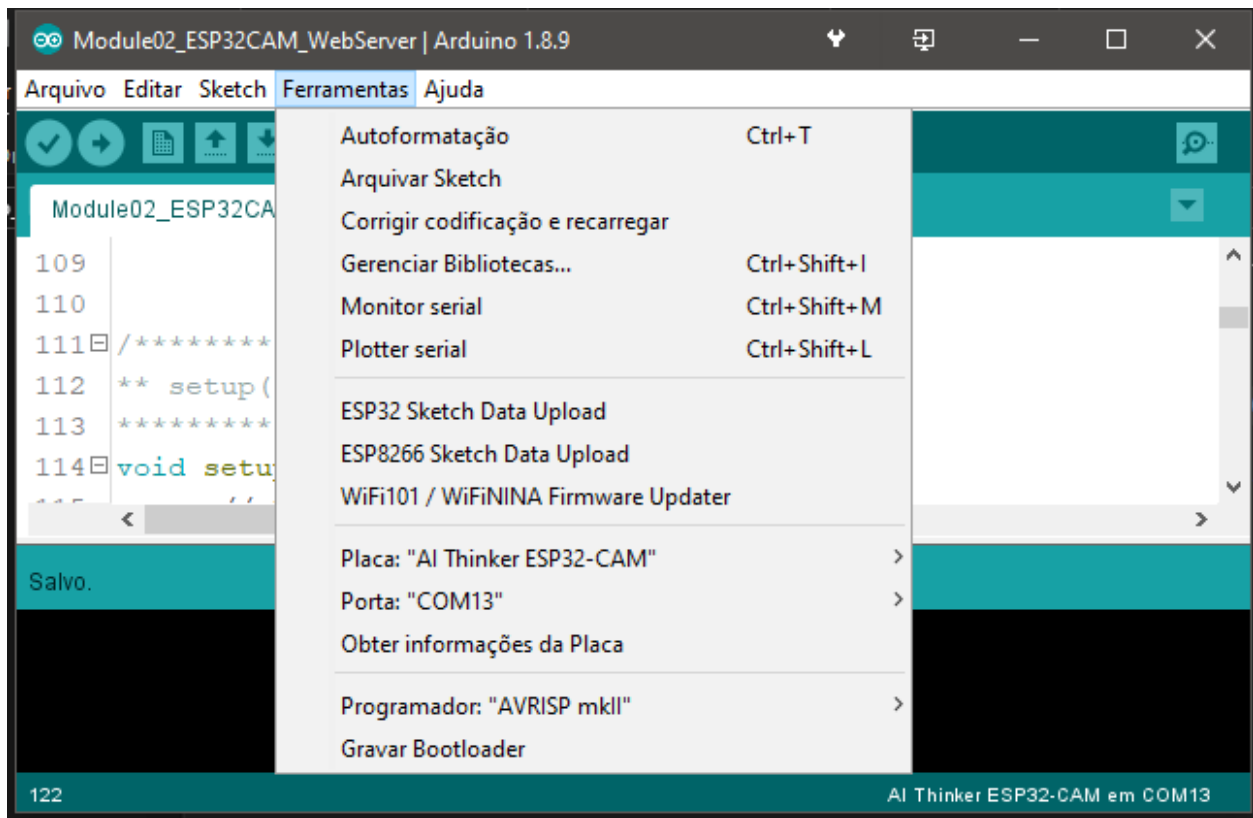 Module02_ESP32CAM_WebServer | Arduino 1.8.9
Arquivo Editar Sketch Ferramentas Ajuda
Autoformatação Ctrl+T
Arquivar Sketch
Module02_ESP32CA
Corrigir codificação e recarregar
109
Gerenciar Bibliotecas... Ctrl+Shift+I
110
Monitor serial Ctrl+Shift+M
111 /*********
Plotter serial Ctrl+Shift+L
112 ** setup(
113 *********
ESP32 Sketch Data Upload
ESP8266 Sketch Data Upload
114 void setu
WiFi101 / WiFiNINA Firmware Updater
Placa: "AI Thinker ESP32-CAM"
Salvo.
Porta: "COM13"
Obter informações da Placa
Programador: "AVRISP mkII"
Gravar Bootloader
122 AI Thinker ESP32-CAM em COM13